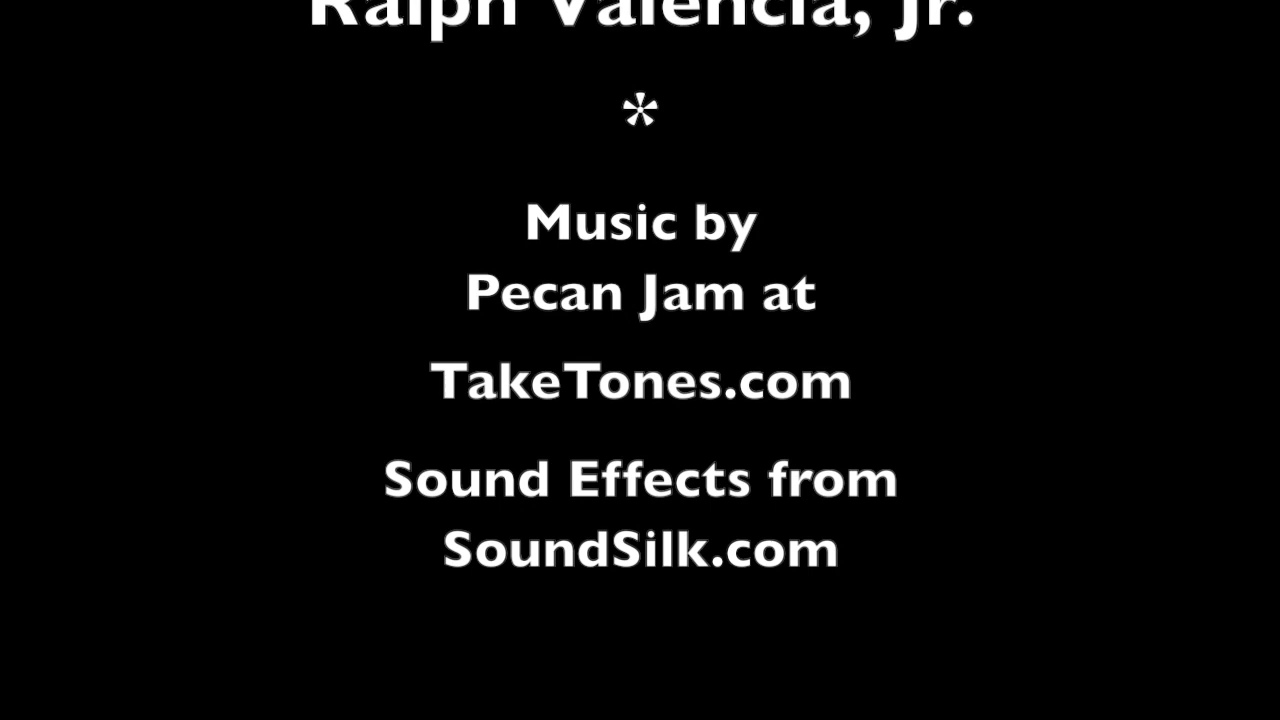 Ralph Valencia, Jr.
*
Music by
Pecan Jam at
TakeTones.com
Sound Effects from
SoundSilk.com